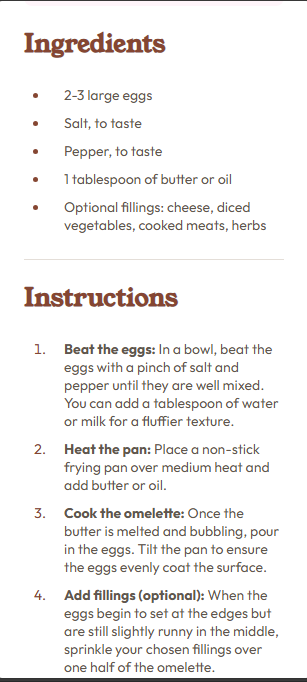 Ingredients
• 2-3 large eggs
• Salt, to taste
• Pepper, to taste
• 1 tablespoon of butter or oil
• Optional fillings: cheese, diced
vegetables, cooked meats, herbs
Instructions
1. Beat the eggs: In a bowl, beat the
eggs with a pinch of salt and
pepper until they are well mixed.
You can add a tablespoon of water
or milk for a fluffier texture.
2. Heat the pan: Place a non-stick
frying pan over medium heat and
add butter or oil.
3. Cook the omelette: Once the
butter is melted and bubbling, pour
in the eggs. Tilt the pan to ensure
the eggs evenly coat the surface.
4. Add fillings (optional): When the
eggs begin to set at the edges but
are still slightly runny in the middle,
sprinkle your chosen fillings over
one half of the omelette.